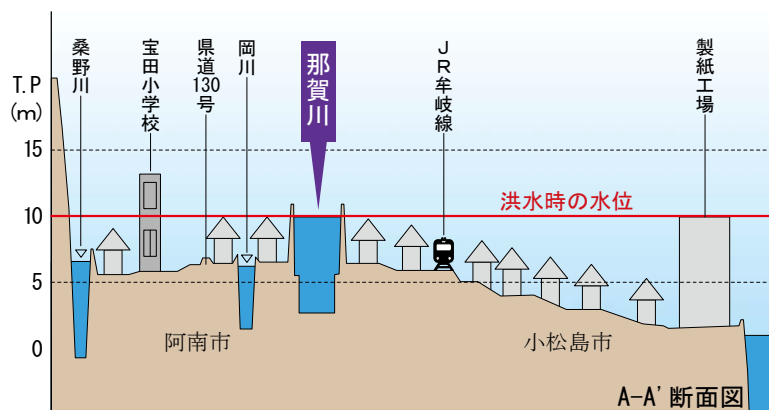 T.P
(m)
15
10
5
0
桑野川
宝田小学校
県道130号
岡川
那賀川
JR牟岐線
製紙工場
洪水時の水位
阿南市
小松島市
A-A' 断面図